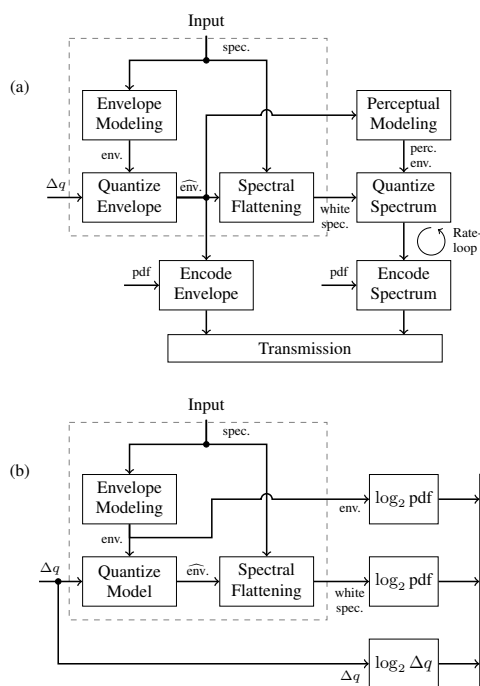 Input
spec.
(a)
Envelope
Modeling
Perceptual
Modeling
env.
perc.
env.
Δq
Quantize
Envelope
env.
Spectral
Flattening
white
spec.
Quantize
Spectrum
Rate-
loop
pdf
Encode
Envelope
pdf
Encode
Spectrum
Transmission
Input
spec.
(b)
Envelope
Modeling
env.
env.
log₂ pdf
Δq
Quantize
Model
env.
Spectral
Flattening
white
spec.
log₂ pdf
Δq
log₂ Δq